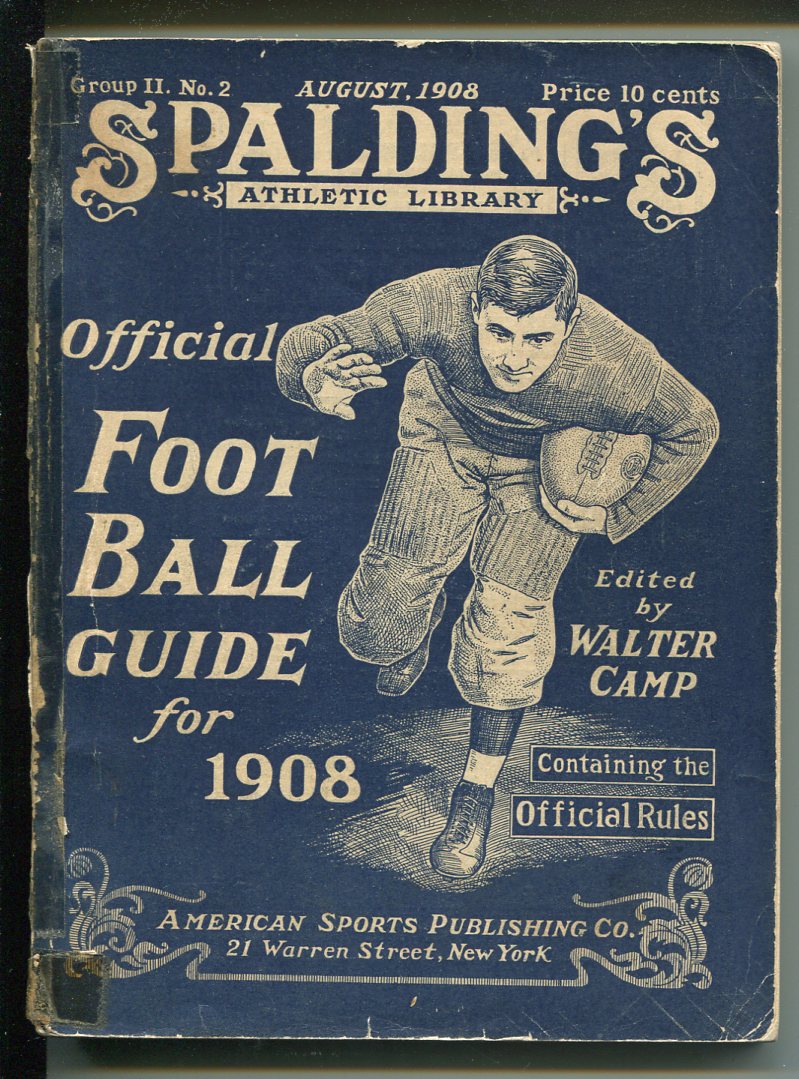 Group II. No. 2 AUGUST, 1908 Price 10 cents
SPALDING'S
ATHLETIC LIBRARY
Official
FOOT
BALL
GUIDE
for
1908
Edited
by
WALTER
CAMP
Containing the
Official Rules
AMERICAN SPORTS PUBLISHING CO.
21 Warren Street, New York